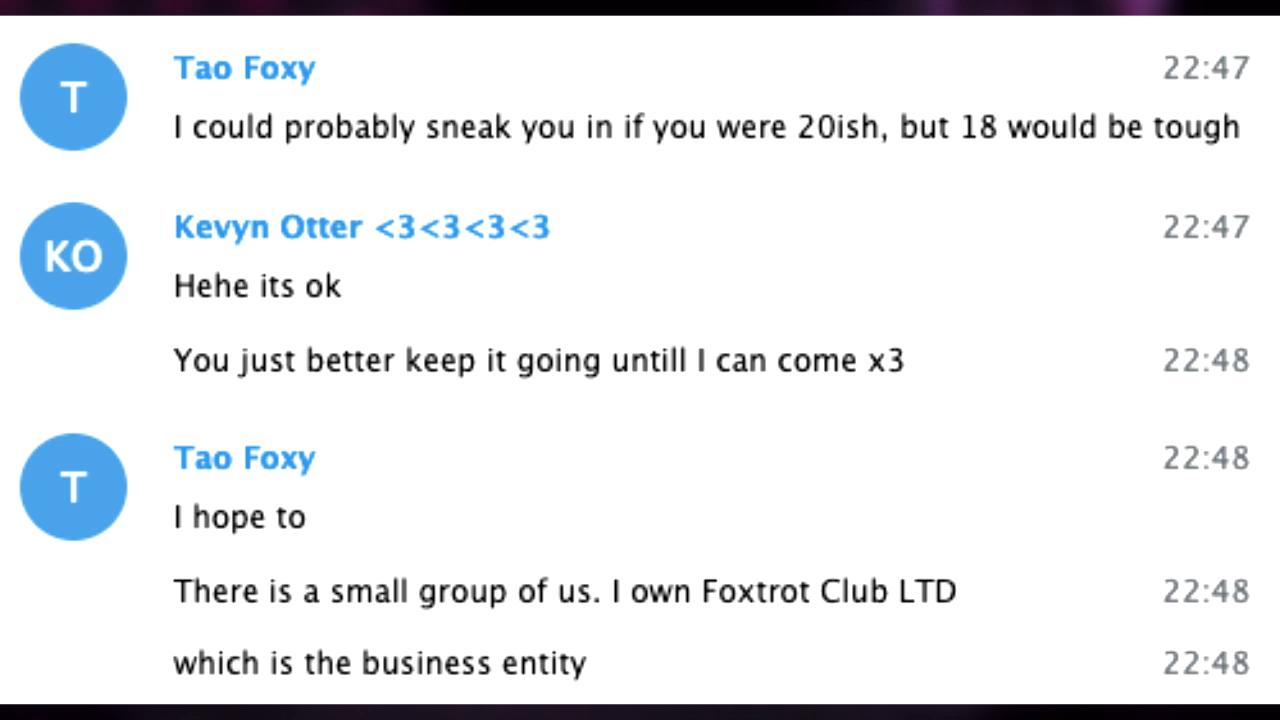 T
Tao Foxy 22:47
I could probably sneak you in if you were 20ish, but 18 would be tough
KO
Kevyn Otter <3<3<3<3 22:47
Hehe its ok
You just better keep it going untill I can come x3 22:48
T
Tao Foxy 22:48
I hope to
There is a small group of us. I own Foxtrot Club LTD 22:48
which is the business entity 22:48